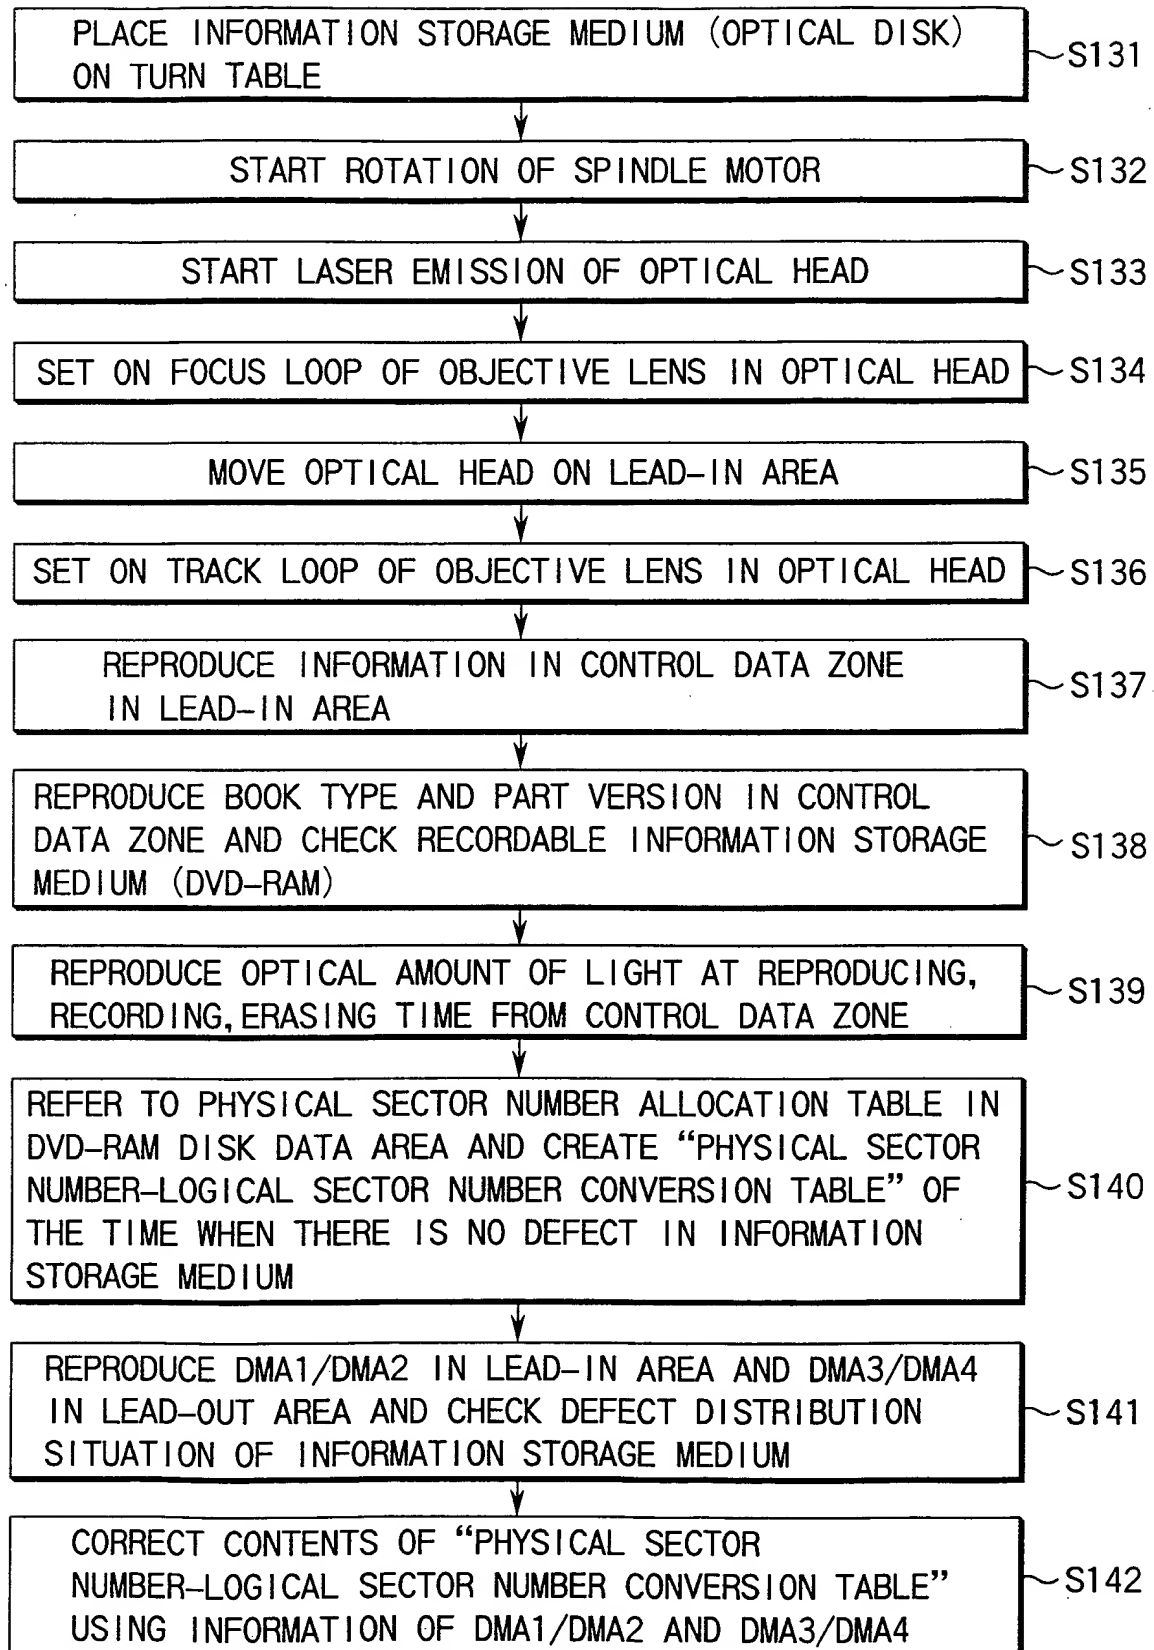 PLACE INFORMATION STORAGE MEDIUM (OPTICAL DISK)
ON TURN TABLE
S131
START ROTATION OF SPINDLE MOTOR
S132
START LASER EMISSION OF OPTICAL HEAD
S133
SET ON FOCUS LOOP OF OBJECTIVE LENS IN OPTICAL HEAD
S134
MOVE OPTICAL HEAD ON LEAD-IN AREA
S135
SET ON TRACK LOOP OF OBJECTIVE LENS IN OPTICAL HEAD
S136
REPRODUCE INFORMATION IN CONTROL DATA ZONE
IN LEAD-IN AREA
S137
REPRODUCE BOOK TYPE AND PART VERSION IN CONTROL
DATA ZONE AND CHECK RECORDABLE INFORMATION STORAGE
MEDIUM (DVD-RAM)
S138
REPRODUCE OPTICAL AMOUNT OF LIGHT AT REPRODUCING,
RECORDING, ERASING TIME FROM CONTROL DATA ZONE
S139
REFER TO PHYSICAL SECTOR NUMBER ALLOCATION TABLE IN
DVD-RAM DISK DATA AREA AND CREATE “PHYSICAL SECTOR
NUMBER-LOGICAL SECTOR NUMBER CONVERSION TABLE” OF
THE TIME WHEN THERE IS NO DEFECT IN INFORMATION
STORAGE MEDIUM
S140
REPRODUCE DMA1/DMA2 IN LEAD-IN AREA AND DMA3/DMA4
IN LEAD-OUT AREA AND CHECK DEFECT DISTRIBUTION
SITUATION OF INFORMATION STORAGE MEDIUM
S141
CORRECT CONTENTS OF “PHYSICAL SECTOR
NUMBER-LOGICAL SECTOR NUMBER CONVERSION TABLE”
USING INFORMATION OF DMA1/DMA2 AND DMA3/DMA4
S142